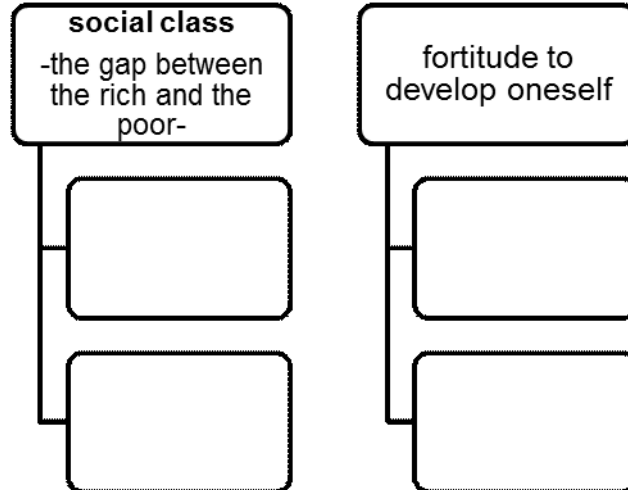 social class
-the gap between
the rich and the
poor-
fortitude to
develop oneself